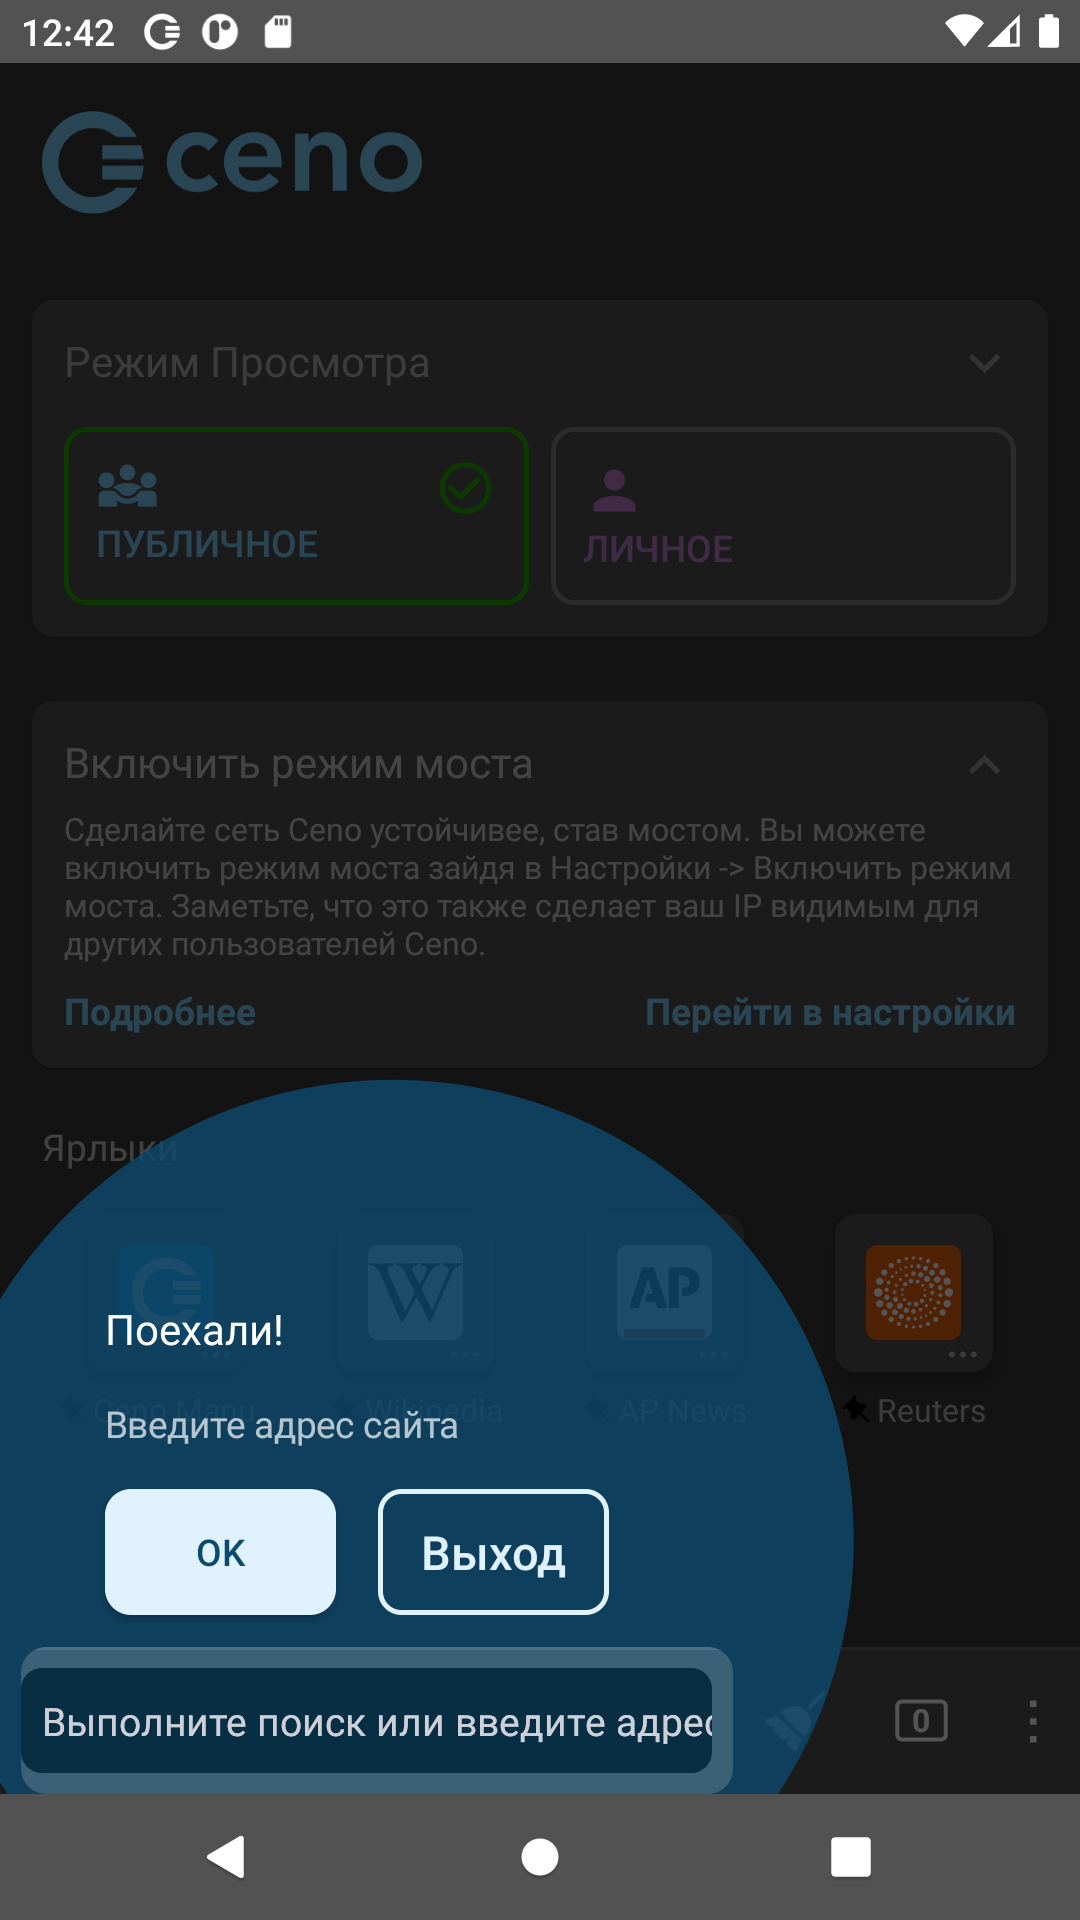 12:42
ceno
Режим Просмотра
ПУБЛИЧНОЕ
ЛИЧНОЕ
Включить режим моста
Сделайте сеть Ceno устойчивее, став мостом. Вы можете
включить режим моста зайдя в Настройки -> Включить режим
моста. Заметьте, что это также сделает ваш IP видимым для
других пользователей Ceno.
Подробнее
Перейти в настройки
Ярлыки
W
AP
Поехали!
Ceno Manu
Wikipedia
AP News
Reuters
Введите адрес сайта
OK
Выход
Выполните поиск или введите адрес
0